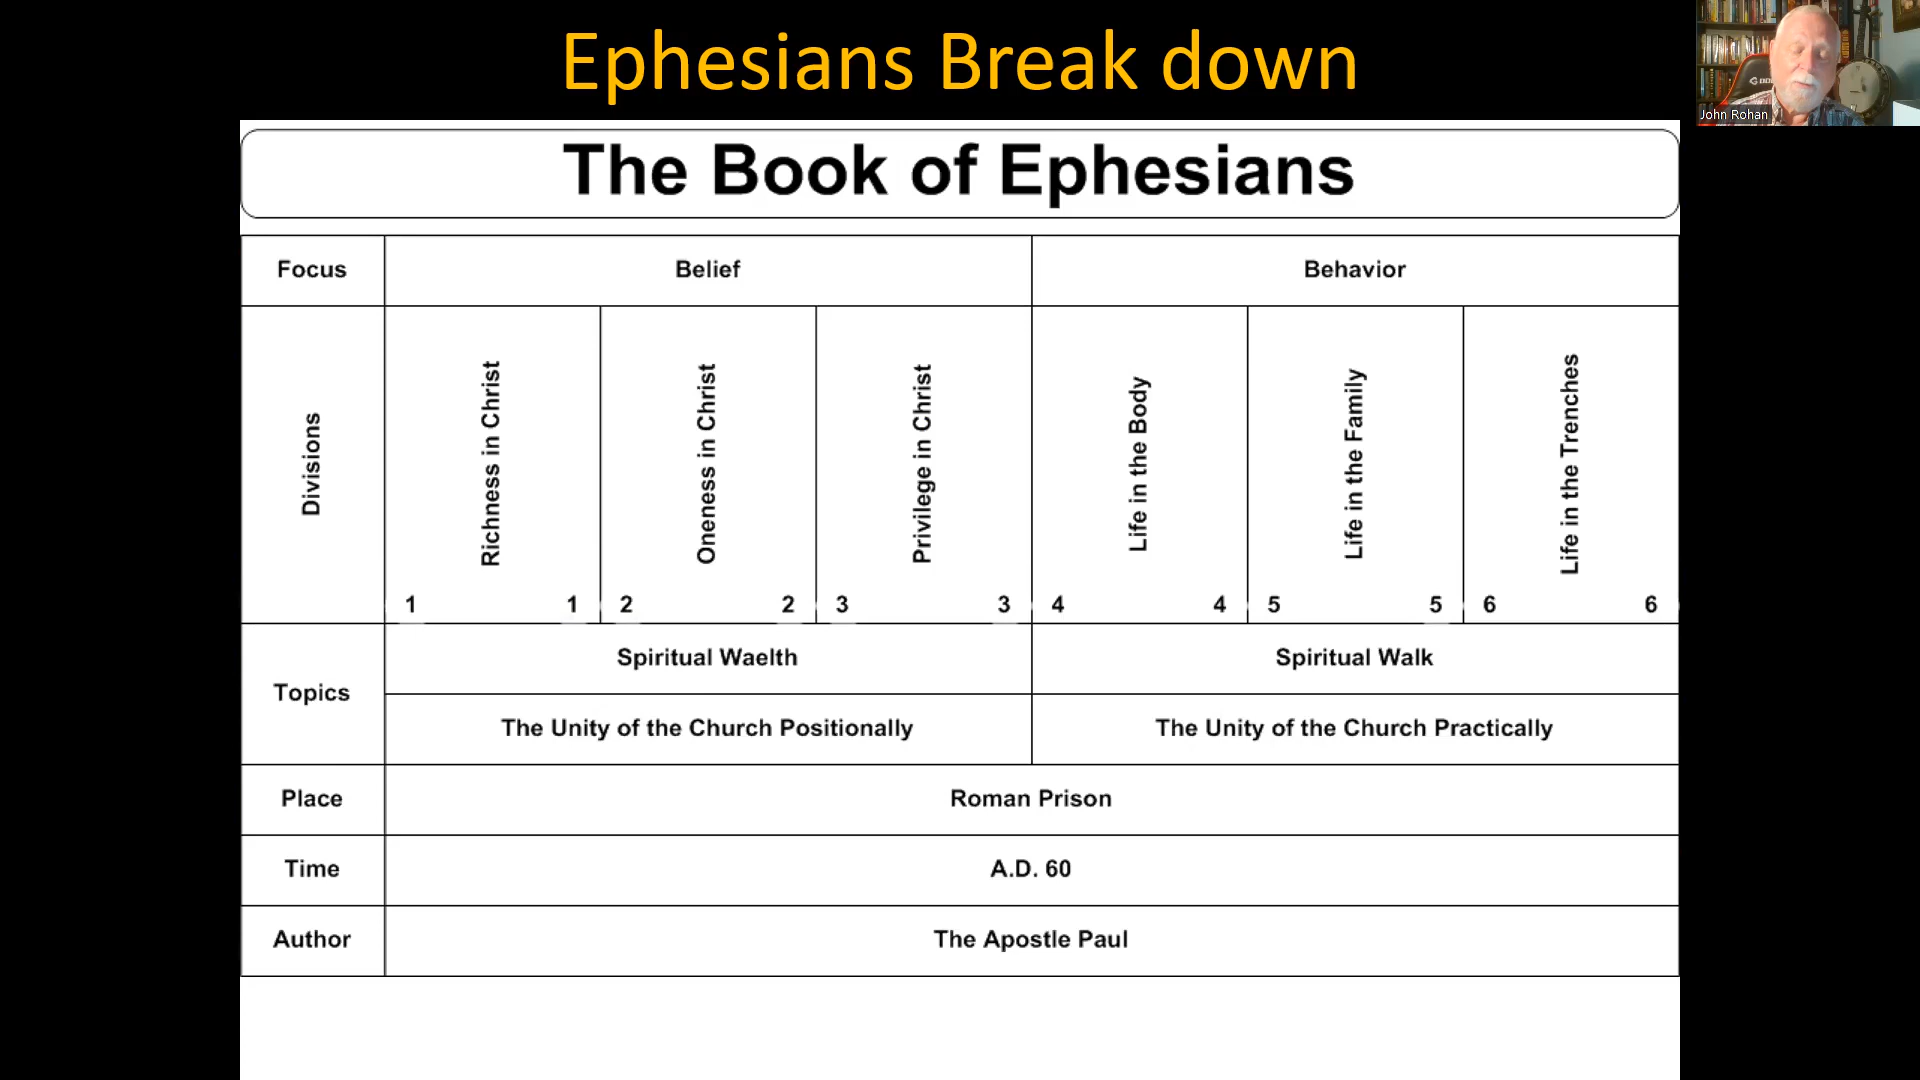 Ephesians Break down
John Rohan
The Book of Ephesians
Focus
Belief
Behavior
Divisions
Richness in Christ
Oneness in Christ
Privilege in Christ
Life in the Body
Life in the Family
Life in the Trenches
1 1 2 2 3 3 4 4 5 5 6 6
Topics
Spiritual Waelth
Spiritual Walk
The Unity of the Church Positionally
The Unity of the Church Practically
Place
Roman Prison
Time
A.D. 60
Author
The Apostle Paul